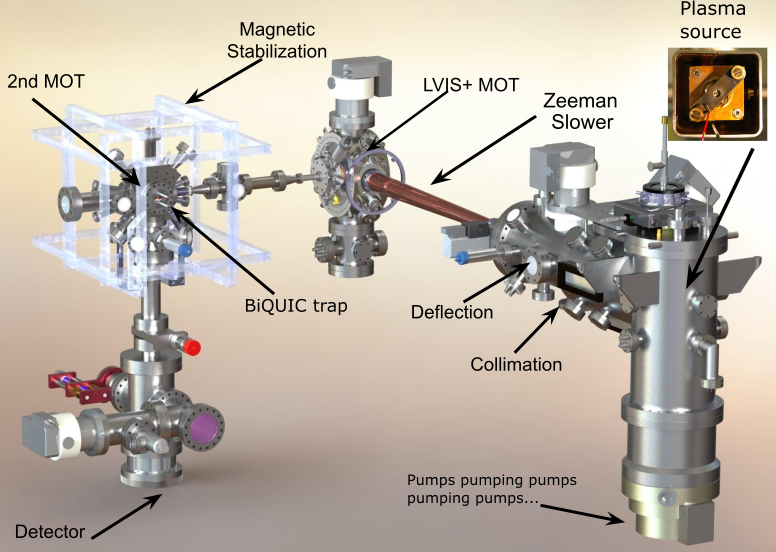 Plasma
source
Magnetic
Stabilization
2nd MOT
LVIS+ MOT
Zeeman
Slower
BiQUIC trap
Deflection
Collimation
Pumps pumping pumps
pumping pumps...
Detector